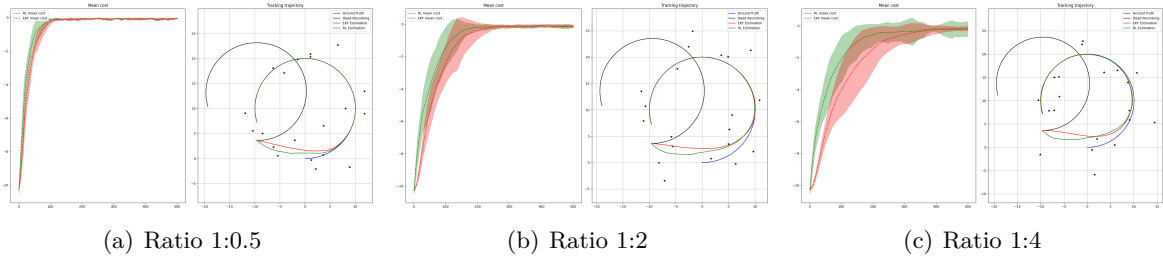 Mean cost
Tracking trajectory
Mean cost
Tracking trajectory
Mean cost
Tracking trajectory
RL mean cost
EKF mean cost
Ground Truth
Dead Reconking
EKF Estimation
RL Estimation
RL mean cost
EKF mean cost
Ground Truth
Dead Reconking
EKF Estimation
RL Estimation
RL mean cost
EKF mean cost
Ground Truth
Dead Reconking
EKF Estimation
RL Estimation
(a) Ratio 1:0.5
(b) Ratio 1:2
(c) Ratio 1:4